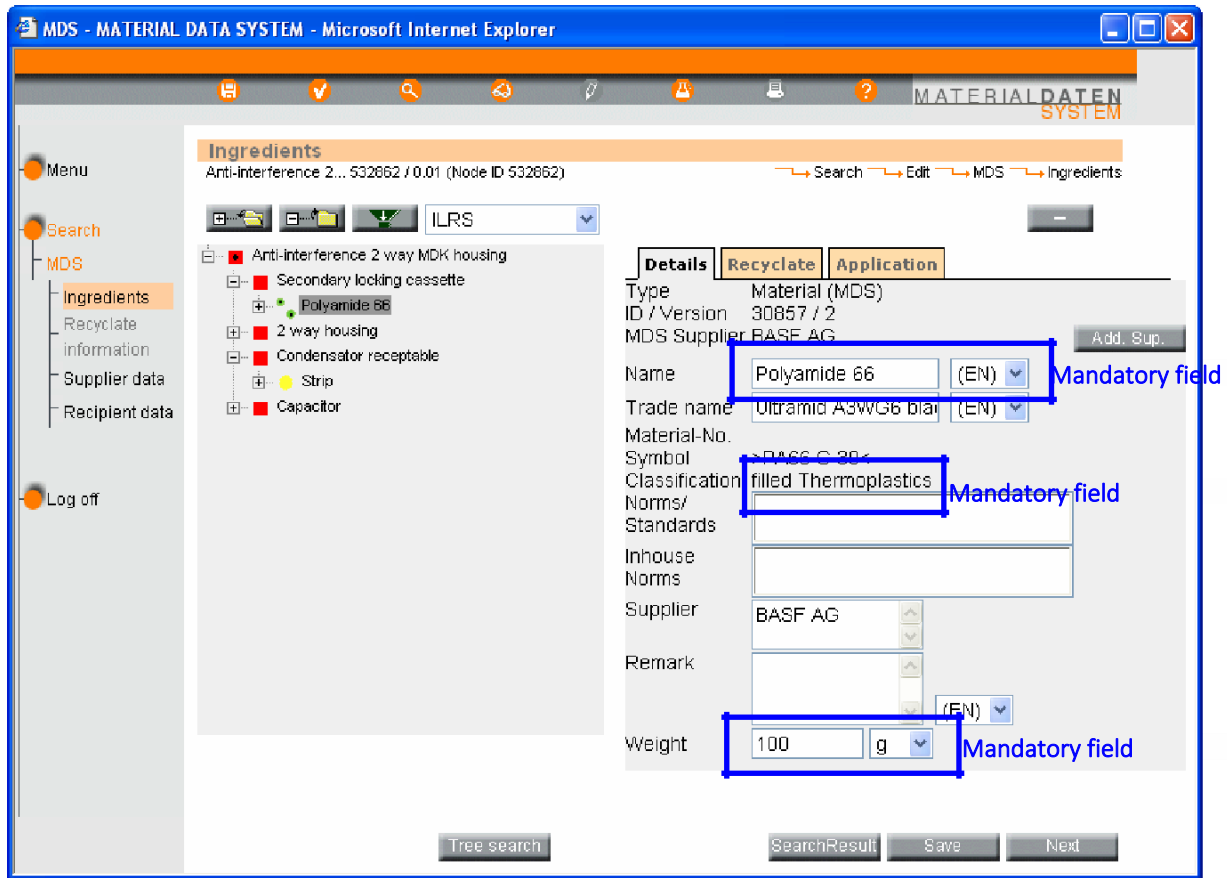 MDS - MATERIAL DATA SYSTEM - Microsoft Internet Explorer
MATERIALDATEN
SYSTEM
Menu
Search
MDS
Ingredients
Recyclate
information
Supplier data
Recipient data
Log off
Ingredients
Anti-interference 2... 532862 / 0.01 (Node ID 532862)
Search Edit MDS Ingredients
ILRS
Anti-interference 2 way MDK housing
Secondary locking cassette
Polyamide 66
2 way housing
Condensator receptable
Strip
Capacitor
Details Recyclate Application
Type Material (MDS)
ID / Version 30857 / 2
MDS Supplier BASF AG
Add. Sup.
Name Polyamide 66 (EN) Mandatory field
Trade name Ultramid A3WG6 bla (EN)
Material-No.
Symbol >PA66 G 30<
Classification filled Thermoplastics Mandatory field
Norms/
Standards
Inhouse
Norms
Supplier BASF AG
Remark
(EN)
Weight 100 g Mandatory field
Tree search SearchResult Save Next